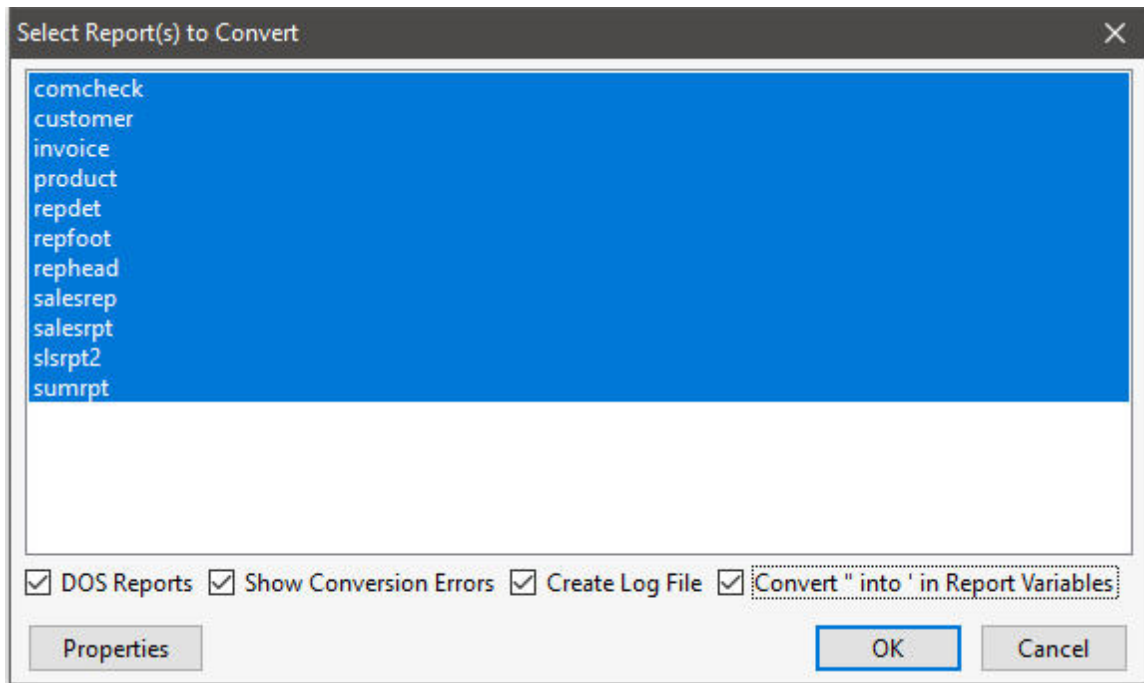 Select Report(s) to Convert
comcheck
customer
invoice
product
repdet
repfoot
rephead
salesrep
salesrpt
slsrpt2
sumrpt
DOS Reports Show Conversion Errors Create Log File Convert " into ' in Report Variables
Properties OK Cancel